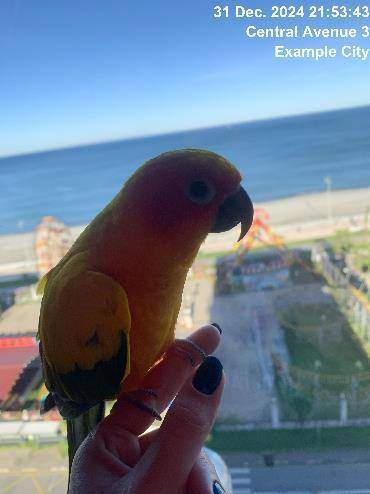 31 Dec. 2024 21:53:43
Central Avenue 3
Example City